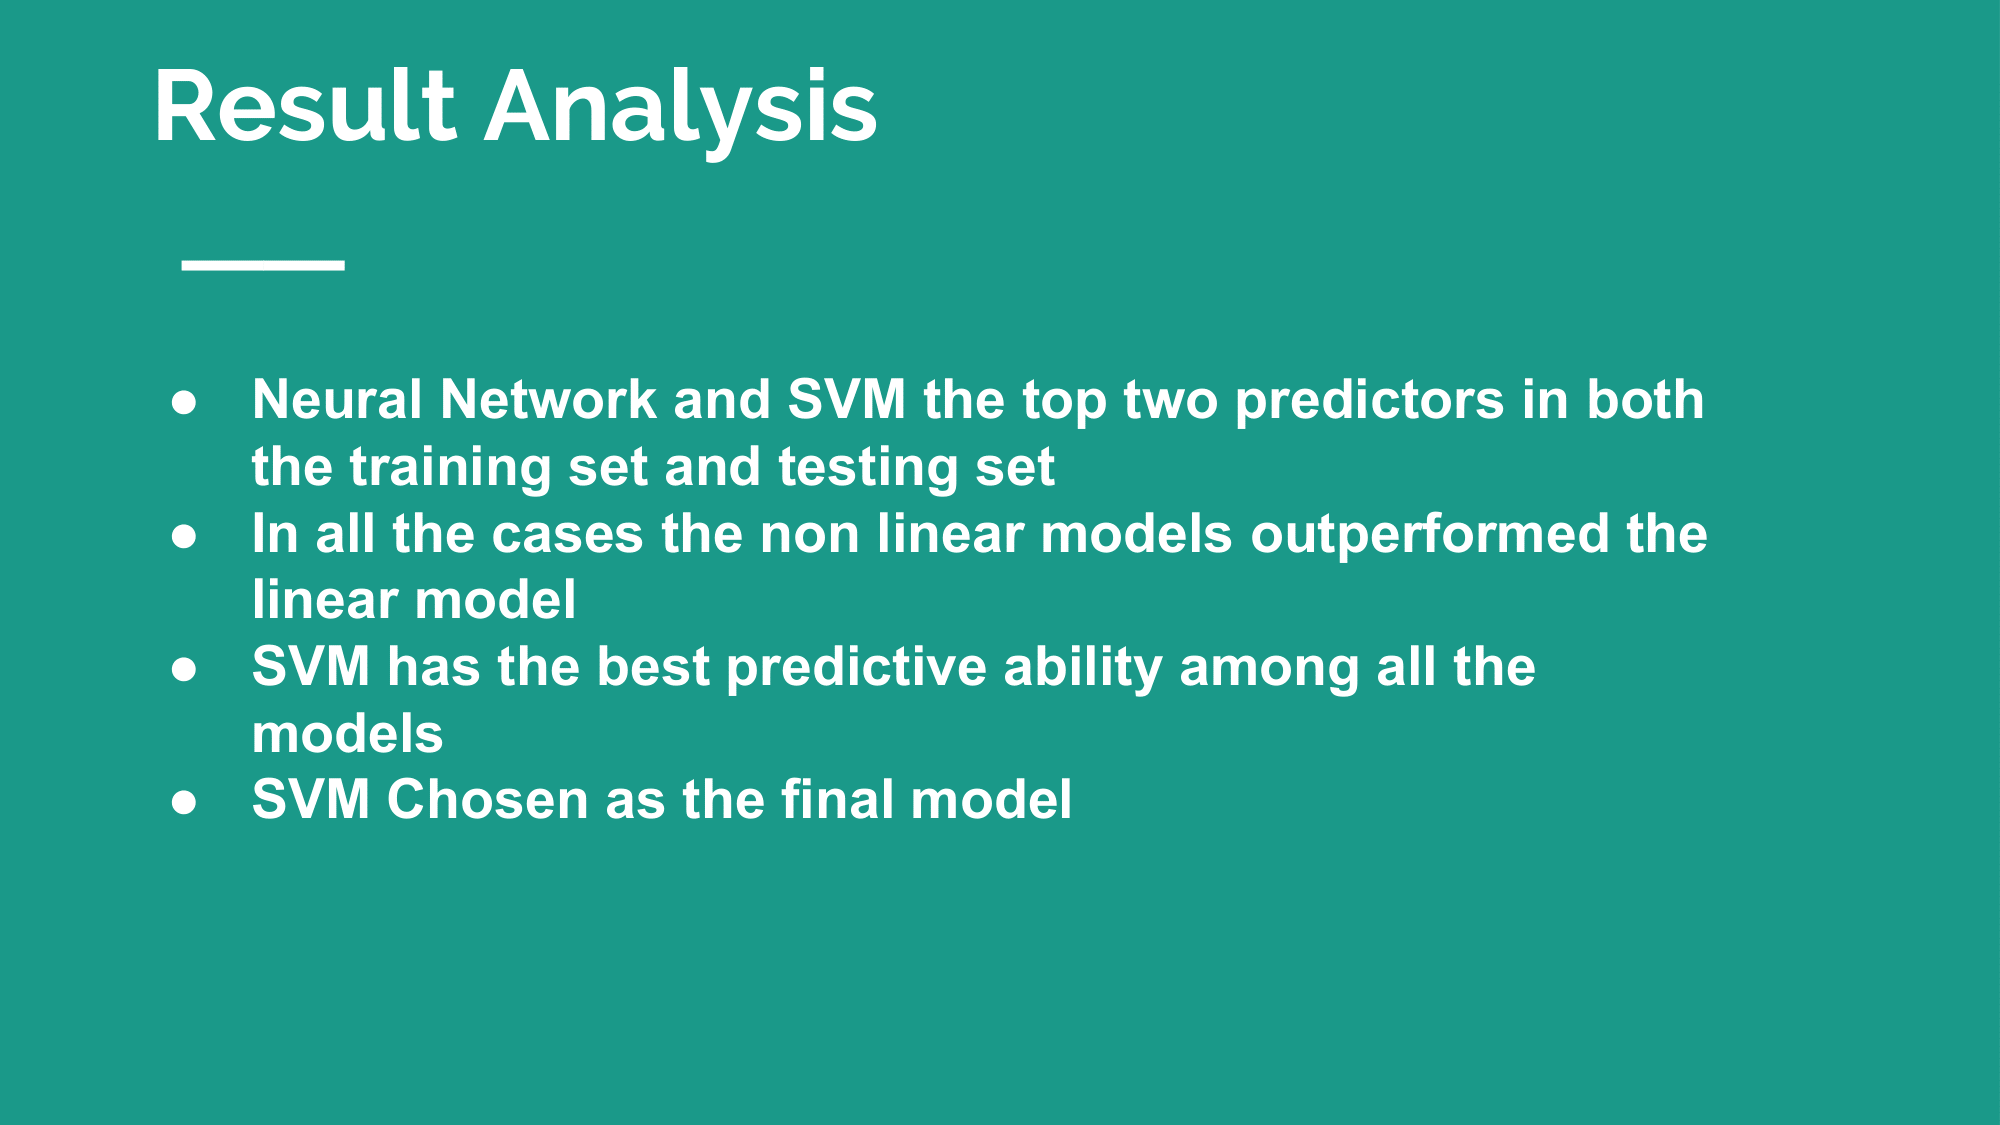 Result Analysis
● Neural Network and SVM the top two predictors in both
the training set and testing set
● In all the cases the non linear models outperformed the
linear model
● SVM has the best predictive ability among all the
models
● SVM Chosen as the final model